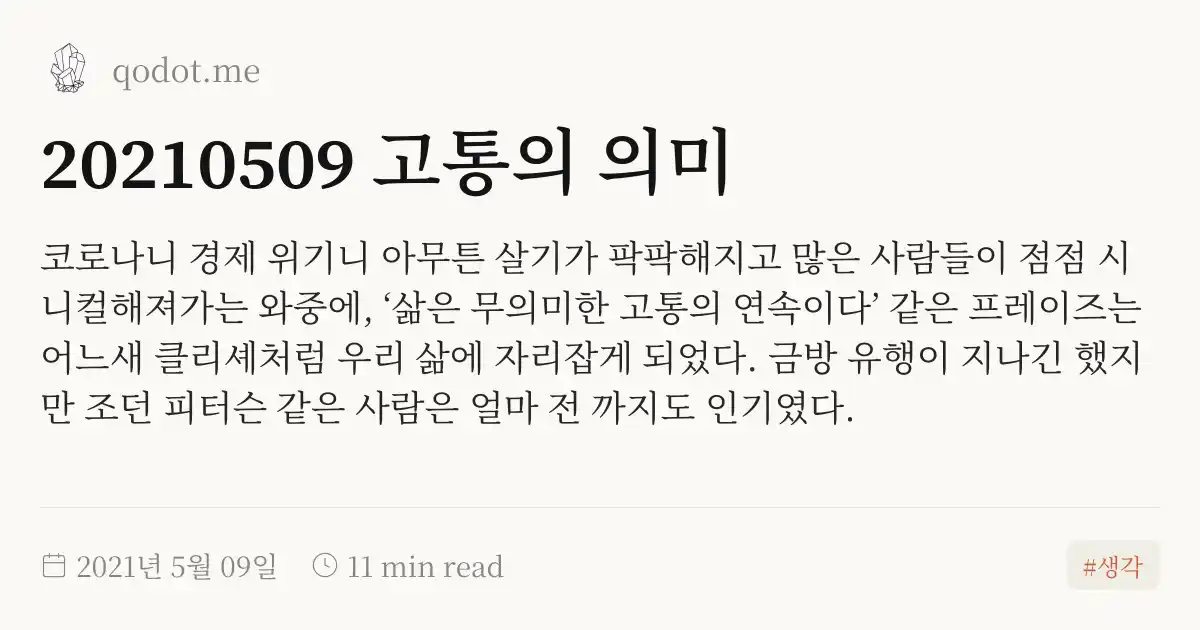 qodot.me
20210509 고통의 의미
코로나니 경제 위기니 아무튼 살기가 팍팍해지고 많은 사람들이 점점 시
니컬해져가는 와중에, ‘삶은 무의미한 고통의 연속이다’ 같은 프레이즈는
어느새 클리셰처럼 우리 삶에 자리잡게 되었다. 금방 유행이 지나긴 했지
만 조던 피터슨 같은 사람은 얼마 전 까지도 인기였다.
2021년 5월 09일 11 min read
#생각